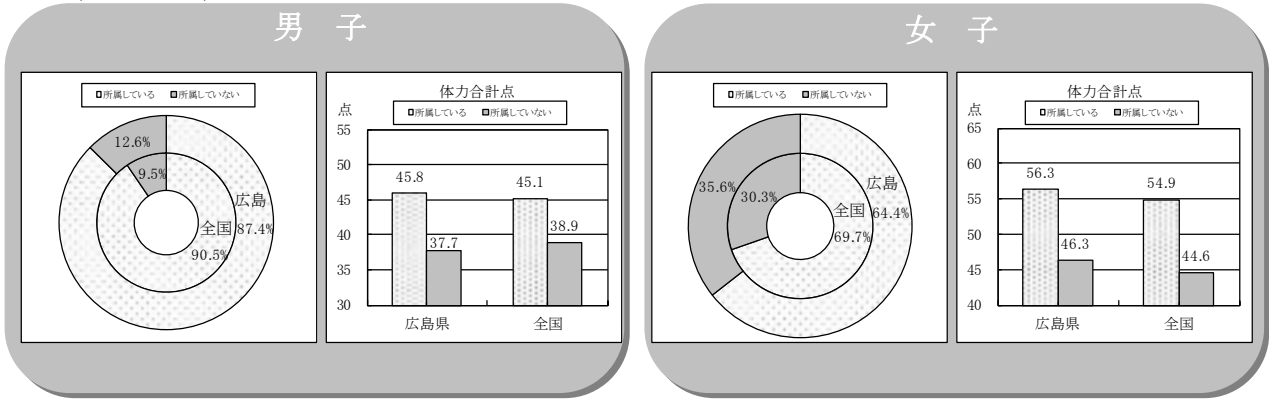 男 子
所属している 所属していない
12.6%
9.5%
広島
87.4%
全国
90.5%
体力合計点
点
所属している 所属していない
55
50
45
40
35
30
45.8
37.7
45.1
38.9
広島県 全国
女 子
所属している 所属していない
35.6%
30.3%
広島
64.4%
全国
69.7%
体力合計点
点
所属している 所属していない
65
60
55
50
45
40
56.3
46.3
54.9
44.6
広島県 全国